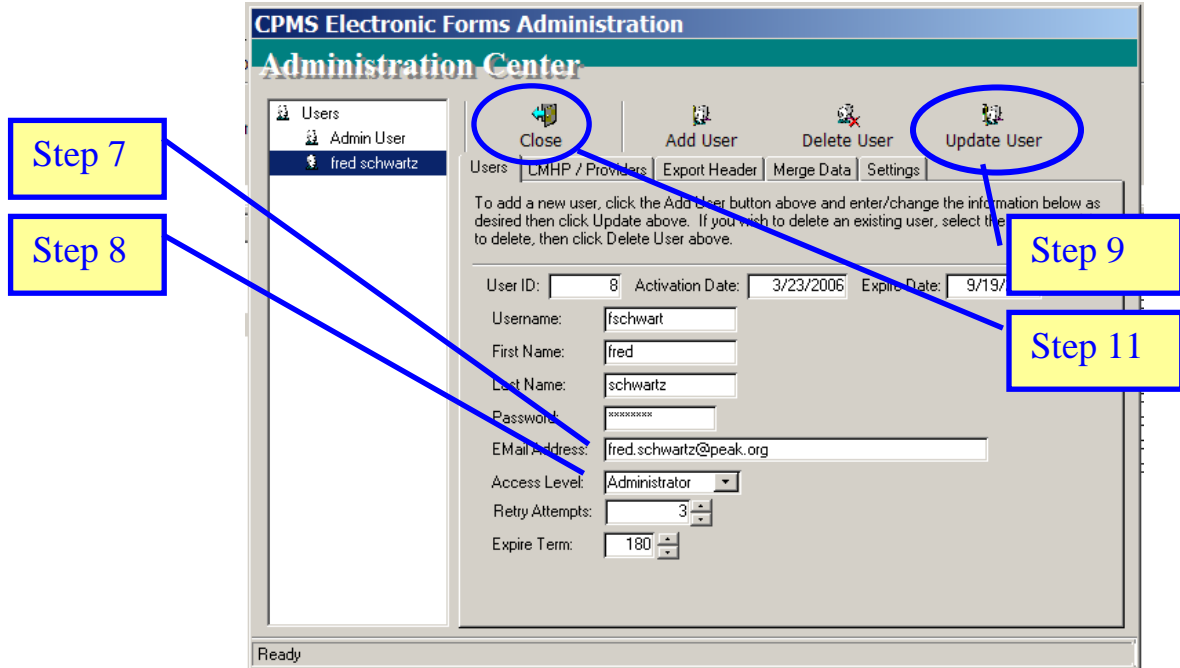 CPMS Electronic Forms Administration
Administration Center
Users
Admin User
fred schwartz
Close
Add User
Delete User
Update User
Users
CMHP / Providers
Export Header
Merge Data
Settings
To add a new user, click the Add User button above and enter/change the information below as
desired then click Update above. If you wish to delete an existing user, select the
to delete, then click Delete User above.
User ID: 8 Activation Date: 3/23/2006 Expire Date: 9/19/
Username: fschwart
First Name: fred
Last Name: schwartz
Password: ××××××××
EMail Address: fred.schwartz@peak.org
Access Level: Administrator
Retry Attempts: 3
Expire Term: 180
Ready
Step 7
Step 8
Step 9
Step 11